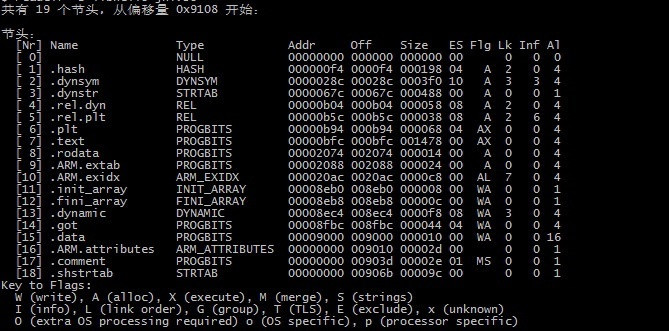 共有 19 个节头, 从偏移量 0x9108 开始:
节头:
[Nr] Name Type Addr Off Size ES Flg Lk Inf Al
[ 0] NULL 00000000 000000 000000 00 0 0 0
[ 1] .hash HASH 000000f4 0000f4 000198 04 A 2 0 4
[ 2] .dynsym DYNSYM 0000028c 00028c 0003f0 10 A 3 3 4
[ 3] .dynstr STRTAB 0000067c 00067c 000488 00 A 0 0 1
[ 4] .rel.dyn REL 00000b04 000b04 000058 08 A 2 0 4
[ 5] .rel.plt REL 00000b5c 000b5c 000038 08 A 2 6 4
[ 6] .plt PROGBITS 00000b94 000b94 000068 04 AX 0 0 4
[ 7] .text PROGBITS 00000bfc 000bfc 001478 00 AX 0 0 4
[ 8] .rodata PROGBITS 00002074 002074 000014 00 A 0 0 4
[ 9] .ARM.extab PROGBITS 00002088 002088 000024 00 A 0 0 4
[10] .ARM.exidx ARM_EXIDX 000020ac 0020ac 0000c8 00 AL 7 0 4
[11] .init_array INIT_ARRAY 00008eb0 008eb0 000008 00 WA 0 0 1
[12] .fini_array FINI_ARRAY 00008eb8 008eb8 00000c 00 WA 0 0 1
[13] .dynamic DYNAMIC 00008ec4 008ec4 0000f8 08 WA 3 0 4
[14] .got PROGBITS 00008fbc 008fbc 000044 04 WA 0 0 4
[15] .data PROGBITS 00009000 009000 000010 00 WA 0 0 16
[16] .ARM.attributes ARM_ATTRIBUTES 00000000 009010 00002d 00 0 0 1
[17] .comment PROGBITS 00000000 00903d 00002e 01 MS 0 0 1
[18] .shstrtab STRTAB 00000000 00906b 00009c 00 0 0 1
Key to Flags:
W (write), A (alloc), X (execute), M (merge), S (strings)
I (info), L (link order), G (group), T (TLS), E (exclude), x (unknown)
O (extra OS processing required) o (OS specific), p (processor specific)